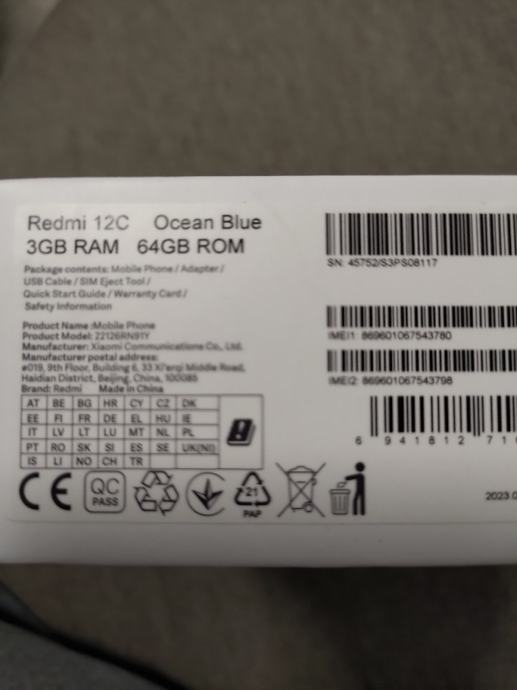 Redmi 12C Ocean Blue
3GB RAM 64GB ROM
Package contents: Mobile Phone / Adapter /
USB Cable / SIM Eject Tool /
Quick Start Guide / Warranty Card /
Safety Information
Product Name :Mobile Phone
Product Model: 22126RN91Y
Manufacturer: Xiaomi Communications Co., Ltd.
Manufacturer postal address:
#019, 9th Floor, Building 6, 33 Xi'erqi Middle Road,
Haidian District, Beijing, China, 100085
Brand: Redmi Made in China
AT BE BG HR CY CZ DK
EE FI FR DE EL HU IE
IT LV LT LU MT NL PL
PT RO SK SI ES SE UK(NI)
IS LI NO CH TR
CE QC PASS 21 PAP
SN: 45752/S3PS08117
IMEI1: 869601067543780
IMEI2: 869601067543798
6 941812 710
2023.0